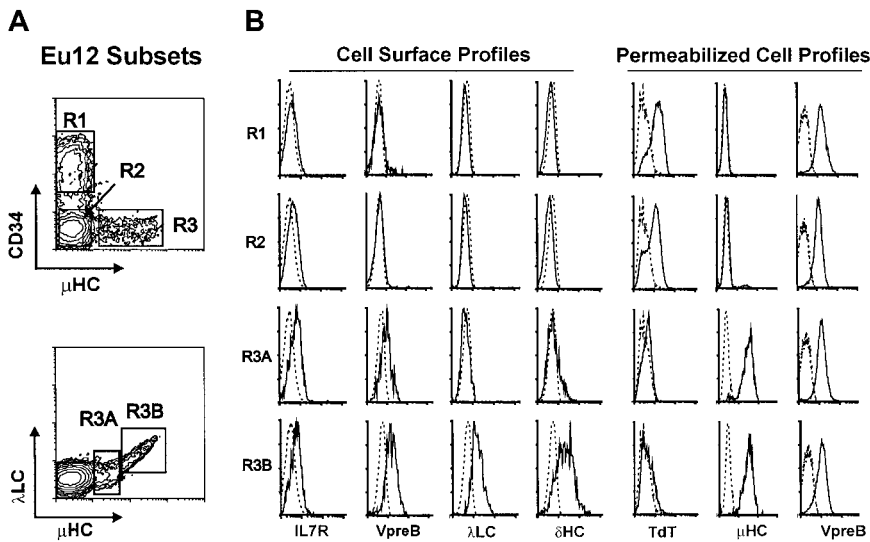 A
Eu12 Subsets
R1
R2
R3
CD34
μHC
R3A
R3B
λLC
μHC
B
Cell Surface Profiles
Permeabilized Cell Profiles
R1
R2
R3A
R3B
IL7R
VpreB
λLC
δHC
TdT
μHC
VpreB